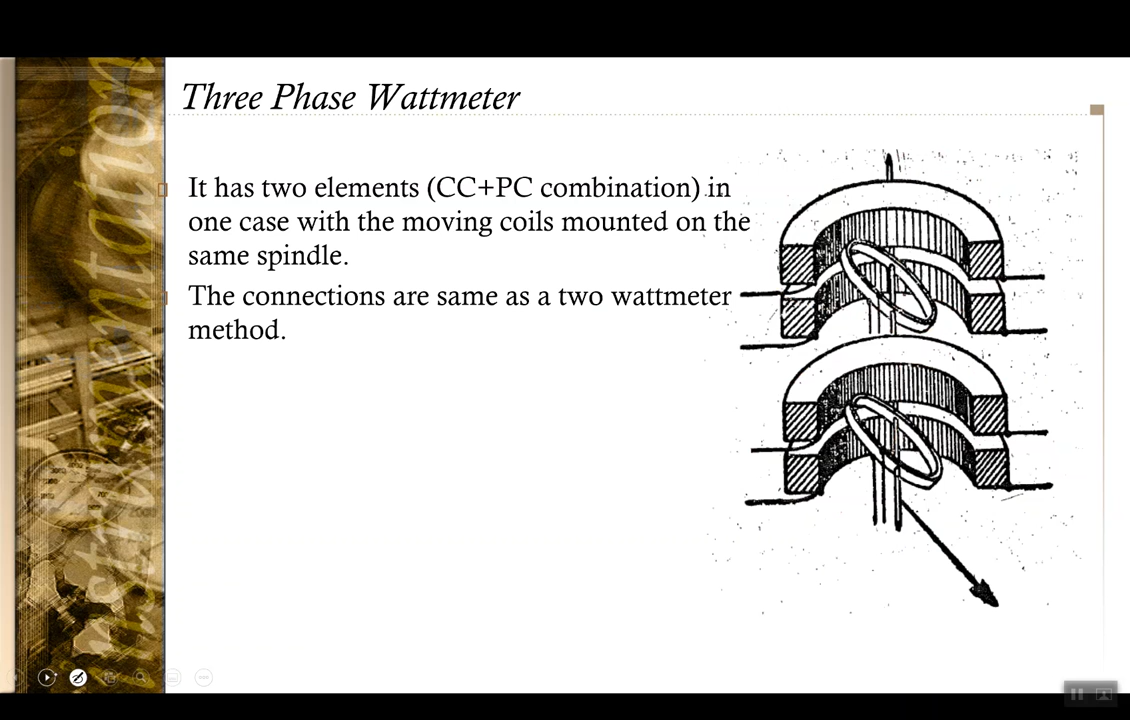 Three Phase Wattmeter
It has two elements (CC+PC combination) in
one case with the moving coils mounted on the
same spindle.
The connections are same as a two wattmeter
method.